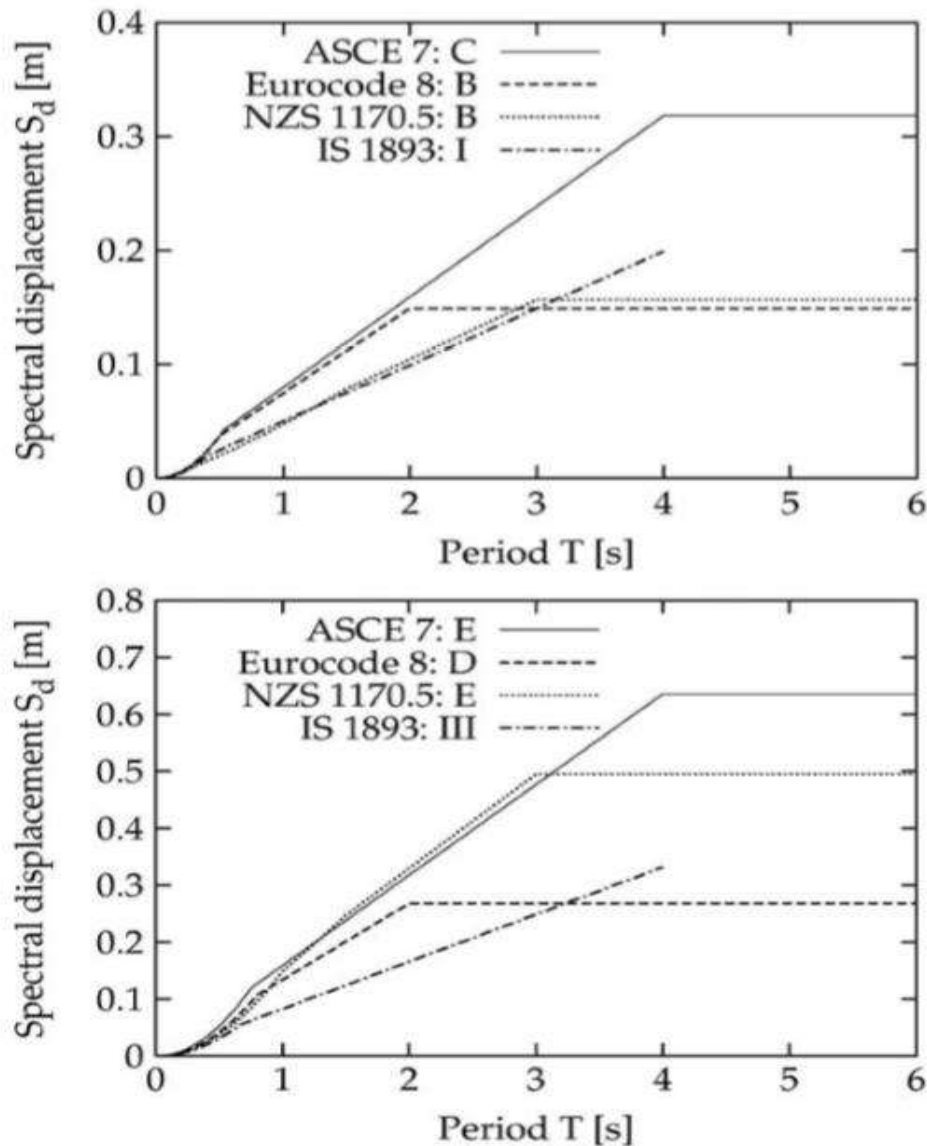 0.4
ASCE 7: C
Eurocode 8: B
NZS 1170.5: B
IS 1893: I
0.3
0.2
0.1
0
Spectral displacement S_d [m]
0 1 2 3 4 5 6
Period T [s]
0.8
ASCE 7: E
0.7
Eurocode 8: D
NZS 1170.5: E
0.6
IS 1893: III
0.5
0.4
0.3
0.2
0.1
0
Spectral displacement S_d [m]
0 1 2 3 4 5 6
Period T [s]